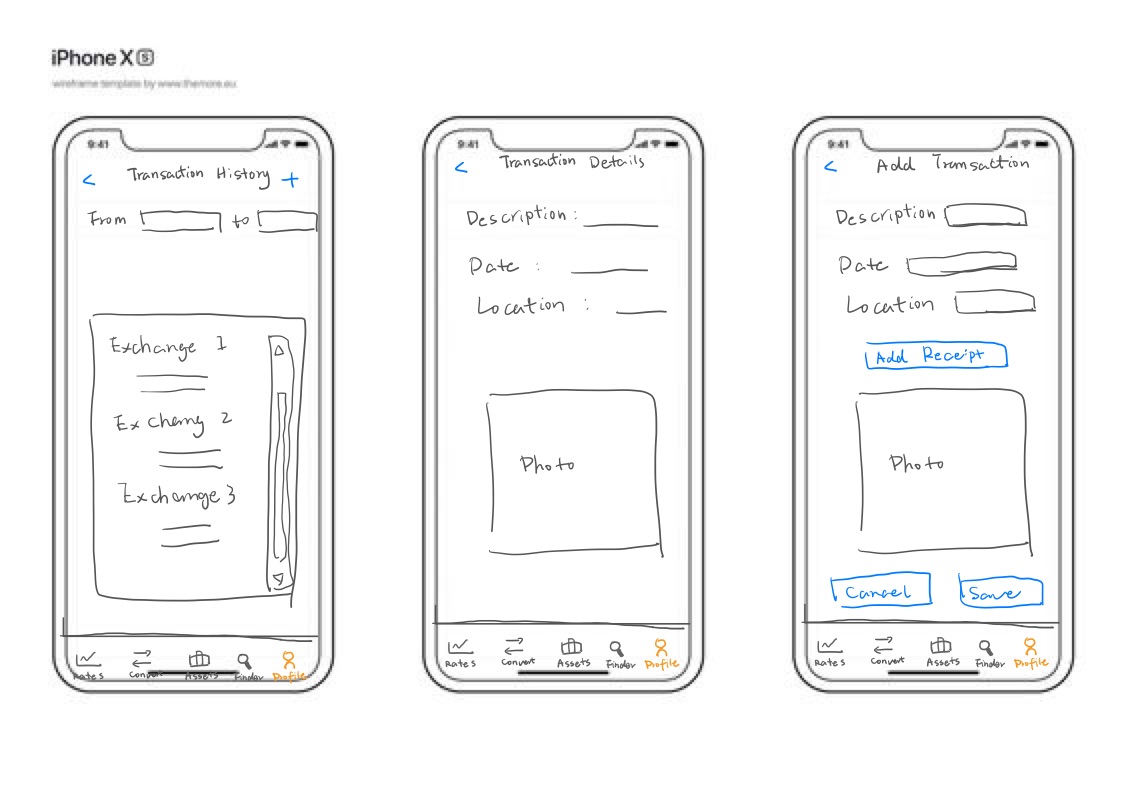 iPhone X S
wireframe template by www.themore.eu
9:41
< Transaction History +
From to
Exchange 1
Exchang 2
Exchange 3
Rates Convert Assets Finder Profile
9:41
< Transaction Details
Description :
Date :
Location :
Photo
Rates Convert Assets Finder Profile
9:41
< Add Transaction
Description
Date
Location
Add Receipt
Photo
Cancel Save
Rates Convert Assets Finder Profile